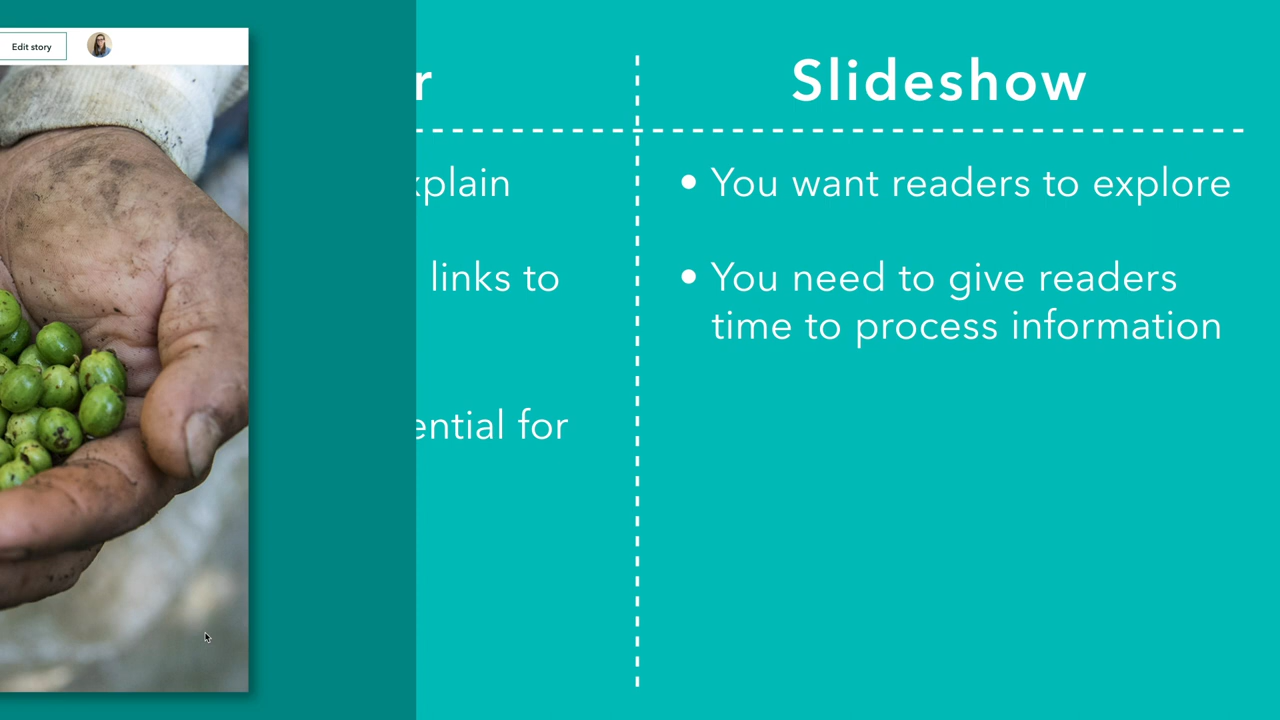 Edit story
Slideshow
links to
ential for
You want readers to explore
You need to give readers
time to process information